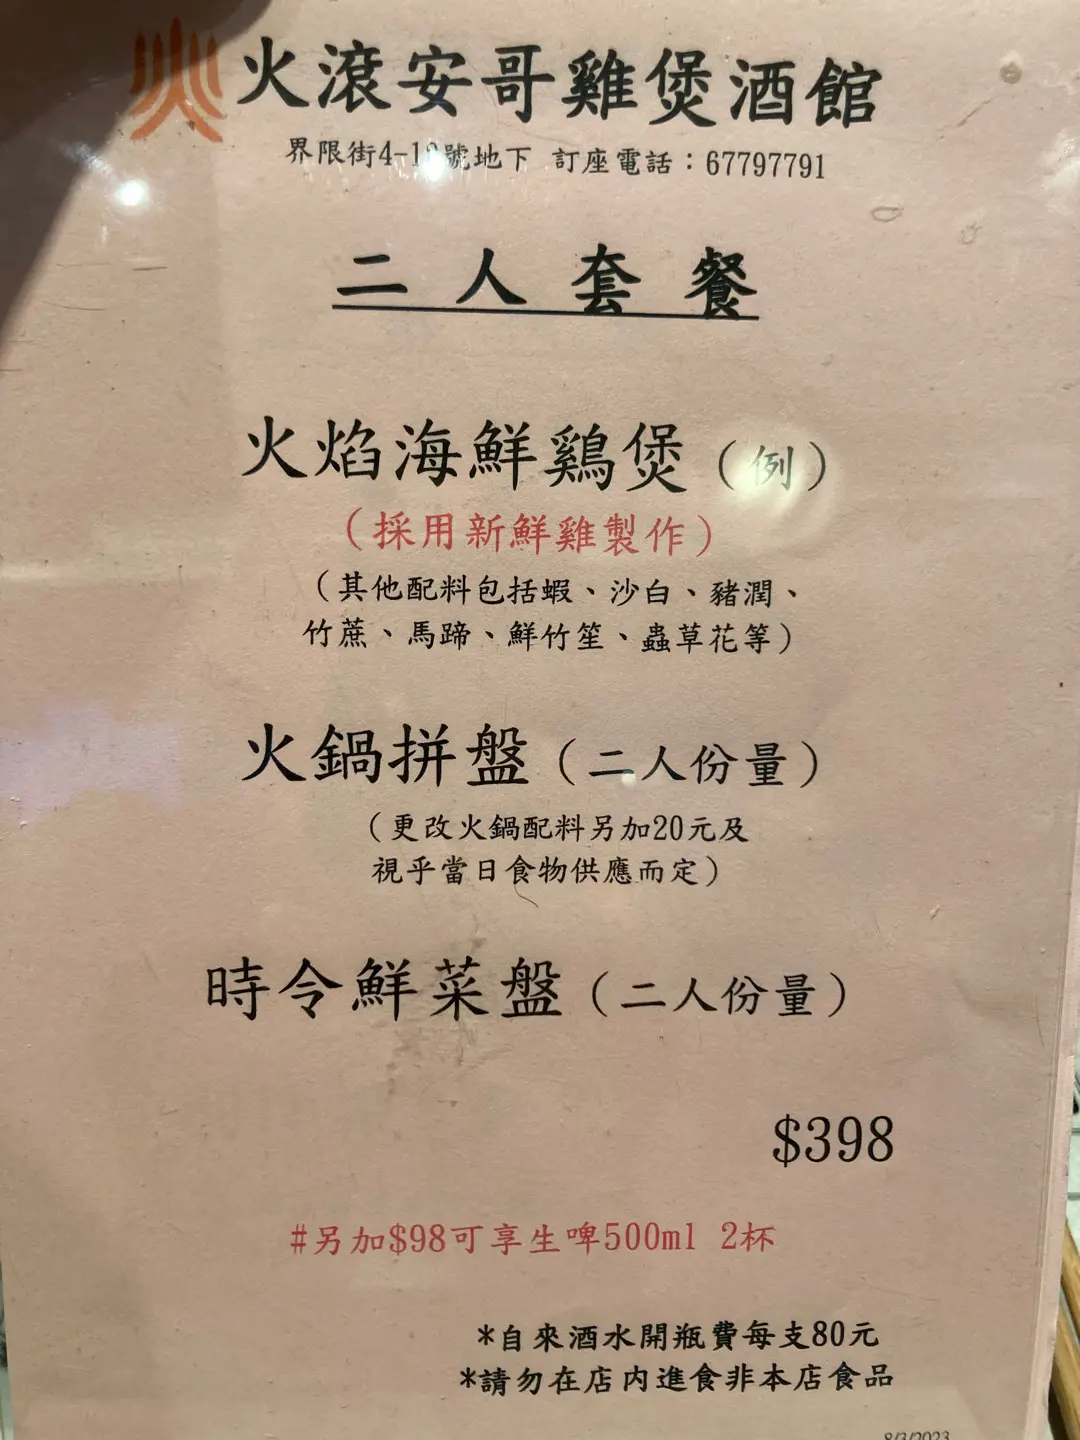 火滾安哥雞煲酒館
界限街4-1 號地下 訂座電話：67797791
二人套餐
火焰海鮮鷄煲（例）
（採用新鮮雞製作）
（其他配料包括蝦、沙白、豬潤、
竹蔗、馬蹄、鮮竹笙、蟲草花等）
火鍋拼盤（二人份量）
（更改火鍋配料另加20元及
視乎當日食物供應而定）
時令鮮菜盤（二人份量）
$398
#另加$98可享生啤500ml 2杯
*自來酒水開瓶費每支80元
*請勿在店內進食非本店食品
8/3/2023